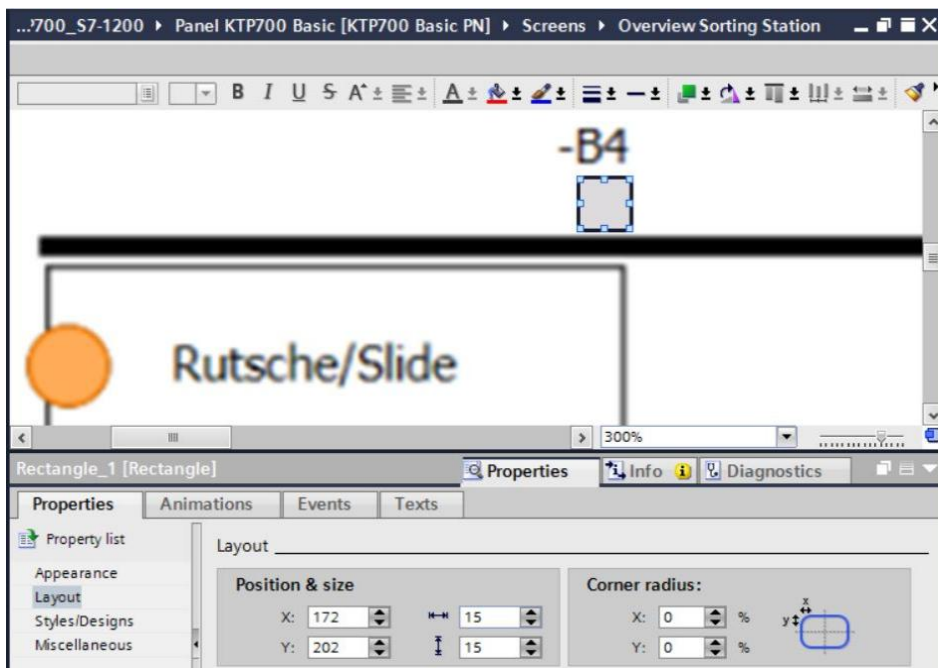 ...'700_S7-1200 ▸ Panel KTP700 Basic [KTP700 Basic PN] ▸ Screens ▸ Overview Sorting Station
B I U S A A
-B4
Rutsche/Slide
300%
Rectangle_1 [Rectangle]
Properties Info Diagnostics
Properties Animations Events Texts
Property list
Layout
Appearance
Layout
Styles/Designs
Miscellaneous
Position & size
X: 172 15
Y: 202 15
Corner radius:
X: 0 %
Y: 0 %
x
y